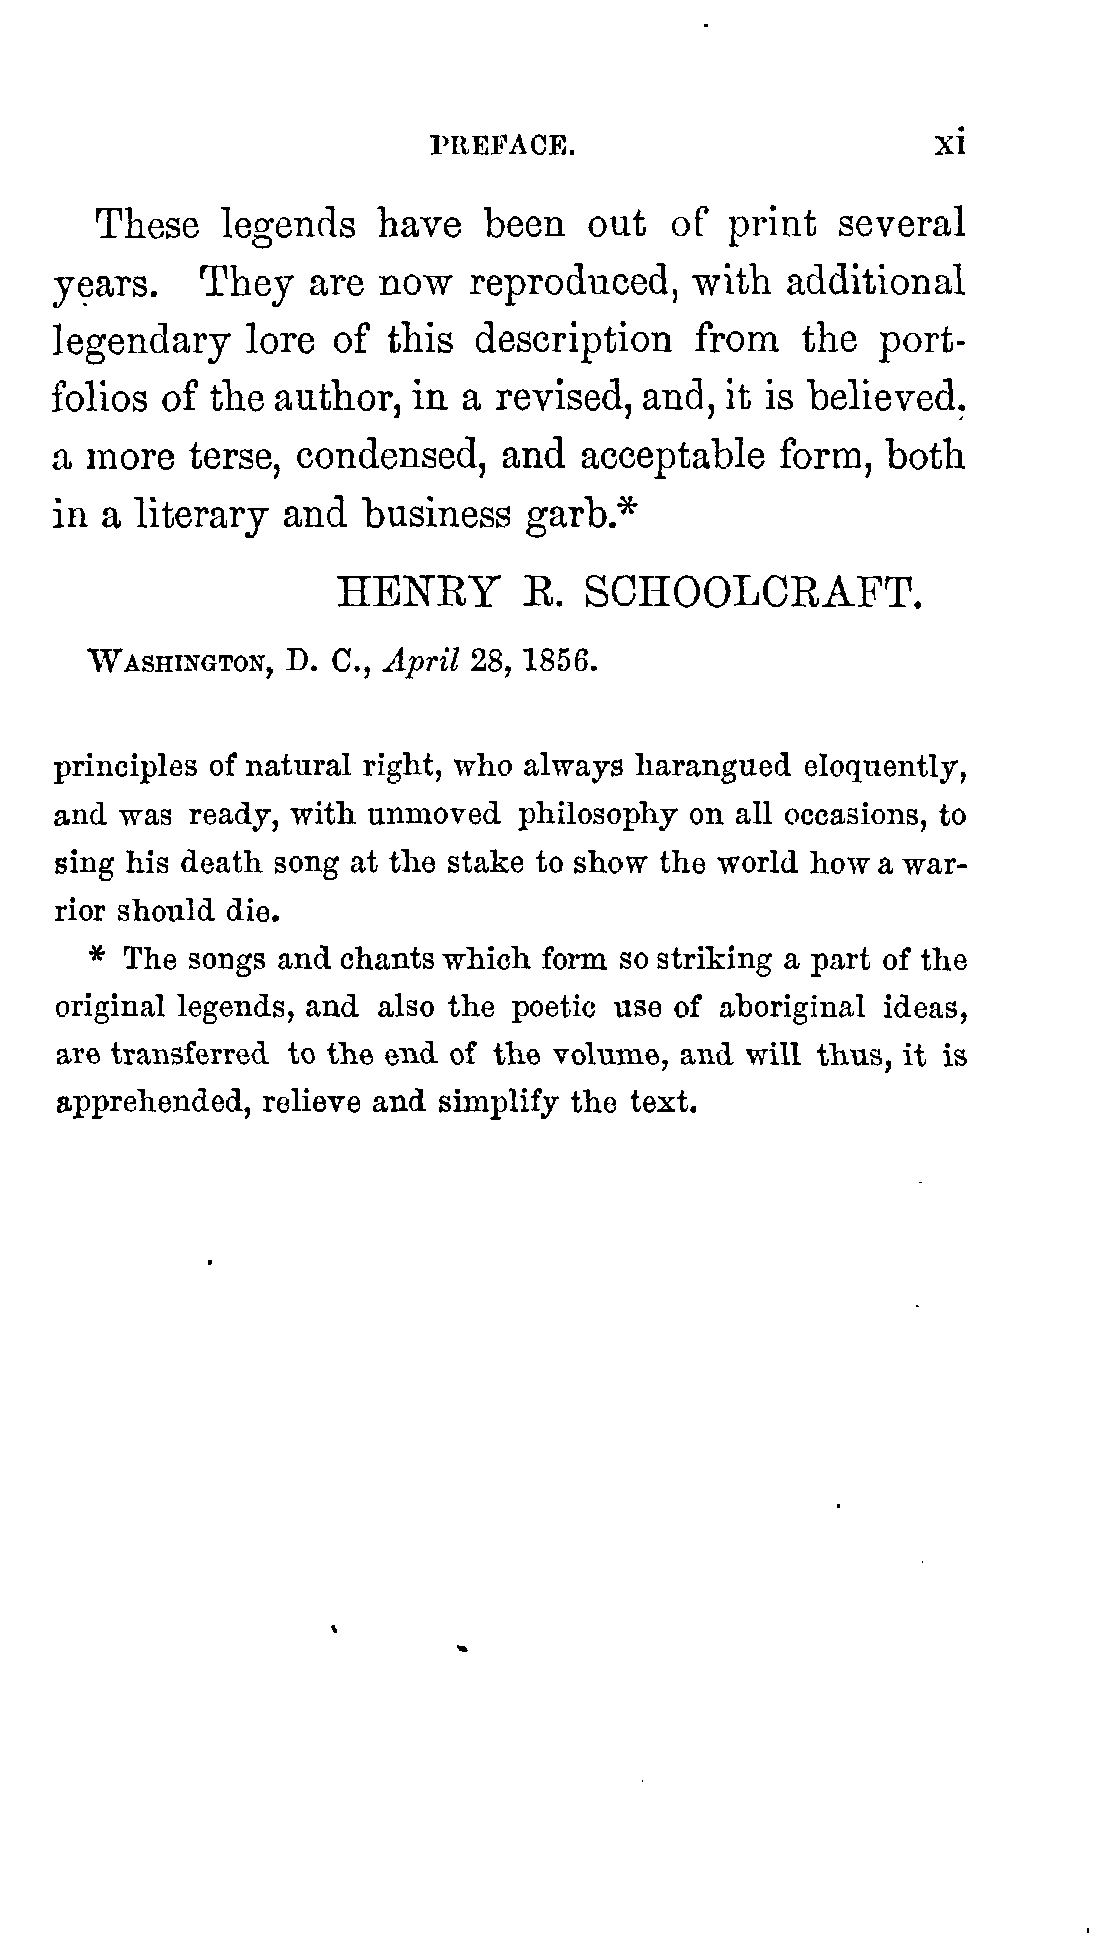 PREFACE. xi
These legends have been out of print several
years. They are now reproduced, with additional
legendary lore of this description from the port-
folios of the author, in a revised, and, it is believed,
a more terse, condensed, and acceptable form, both
in a literary and business garb.*
HENRY R. SCHOOLCRAFT.
WASHINGTON, D. C., April 28, 1856.
principles of natural right, who always harangued eloquently,
and was ready, with unmoved philosophy on all occasions, to
sing his death song at the stake to show the world how a war-
rior should die.
* The songs and chants which form so striking a part of the
original legends, and also the poetic use of aboriginal ideas,
are transferred to the end of the volume, and will thus, it is
apprehended, relieve and simplify the text.